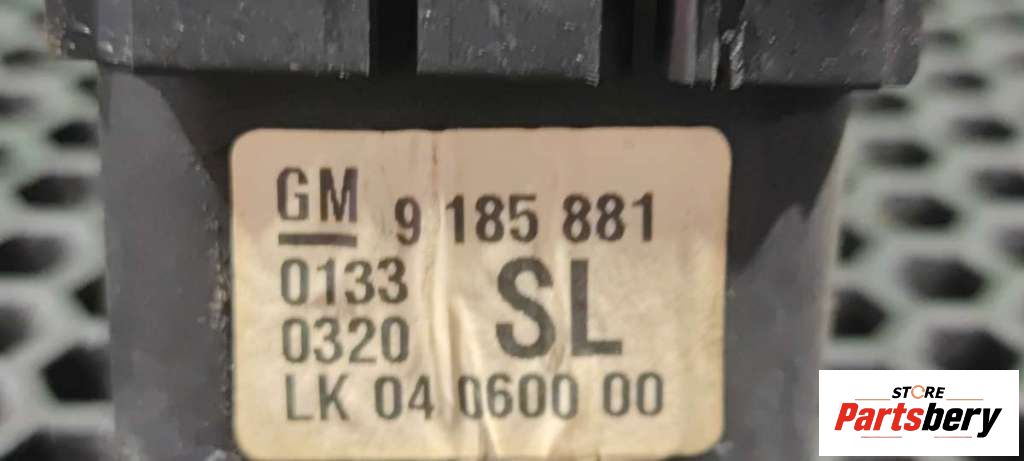 GM 9 185 881
0133 SL
0320
LK 04 0600 00
STORE
Partsbery